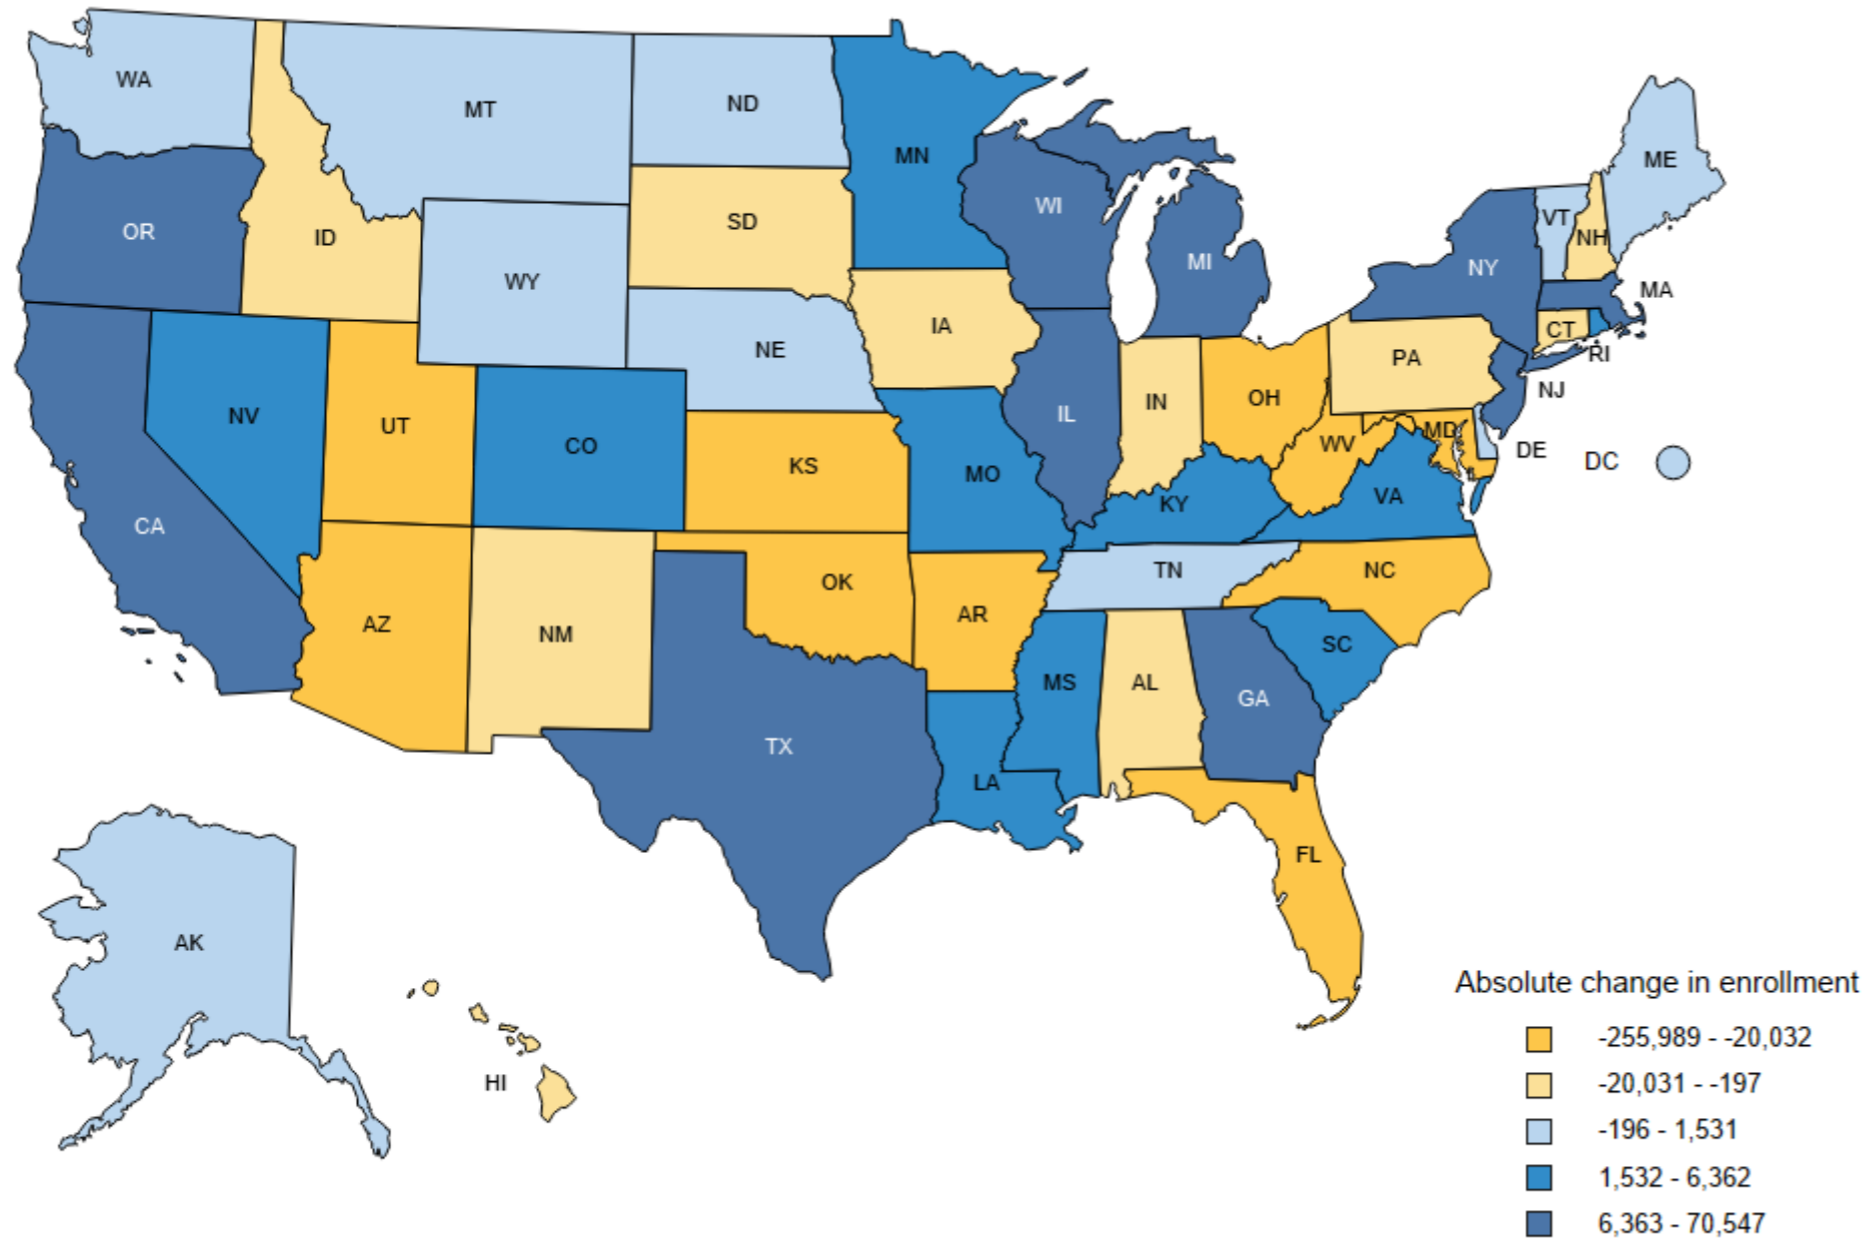 WA
MT
ND
MN
ME
OR
ID
WY
SD
WI
MI
NY
VT
NH
MA
NE
IA
PA
CT
RI
NJ
NV
UT
CO
KS
MO
IL
IN
OH
WV
MD
DE
DC
KY
VA
CA
AZ
NM
OK
AR
TN
NC
SC
TX
LA
MS
AL
GA
FL
AK
HI
Absolute change in enrollment
-255,989 - -20,032
-20,031 - -197
-196 - 1,531
1,532 - 6,362
6,363 - 70,547